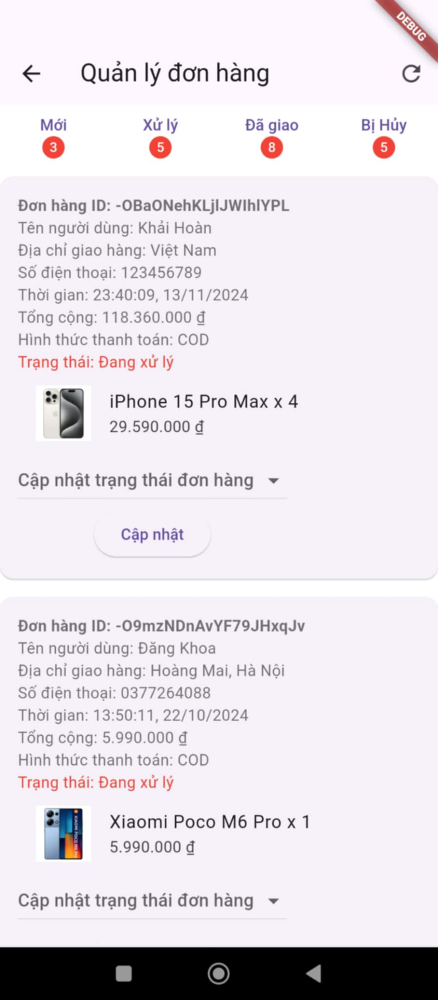 DEBUG
Quản lý đơn hàng
Mới Xử lý Đã giao Bị Hủy
3 5 8 5
Đơn hàng ID: -OBaONehKLjlJWIhlYPL
Tên người dùng: Khải Hoàn
Địa chỉ giao hàng: Việt Nam
Số điện thoại: 123456789
Thời gian: 23:40:09, 13/11/2024
Tổng cộng: 118.360.000 ₫
Hình thức thanh toán: COD
Trạng thái: Đang xử lý
iPhone 15 Pro Max x 4
29.590.000 ₫
Cập nhật trạng thái đơn hàng
Cập nhật
Đơn hàng ID: -O9mzNDnAvYF79JHxqJv
Tên người dùng: Đăng Khoa
Địa chỉ giao hàng: Hoàng Mai, Hà Nội
Số điện thoại: 0377264088
Thời gian: 13:50:11, 22/10/2024
Tổng cộng: 5.990.000 ₫
Hình thức thanh toán: COD
Trạng thái: Đang xử lý
Xiaomi Poco M6 Pro x 1
5.990.000 ₫
XIAOMI POCO M6 Pro
Cập nhật trạng thái đơn hàng